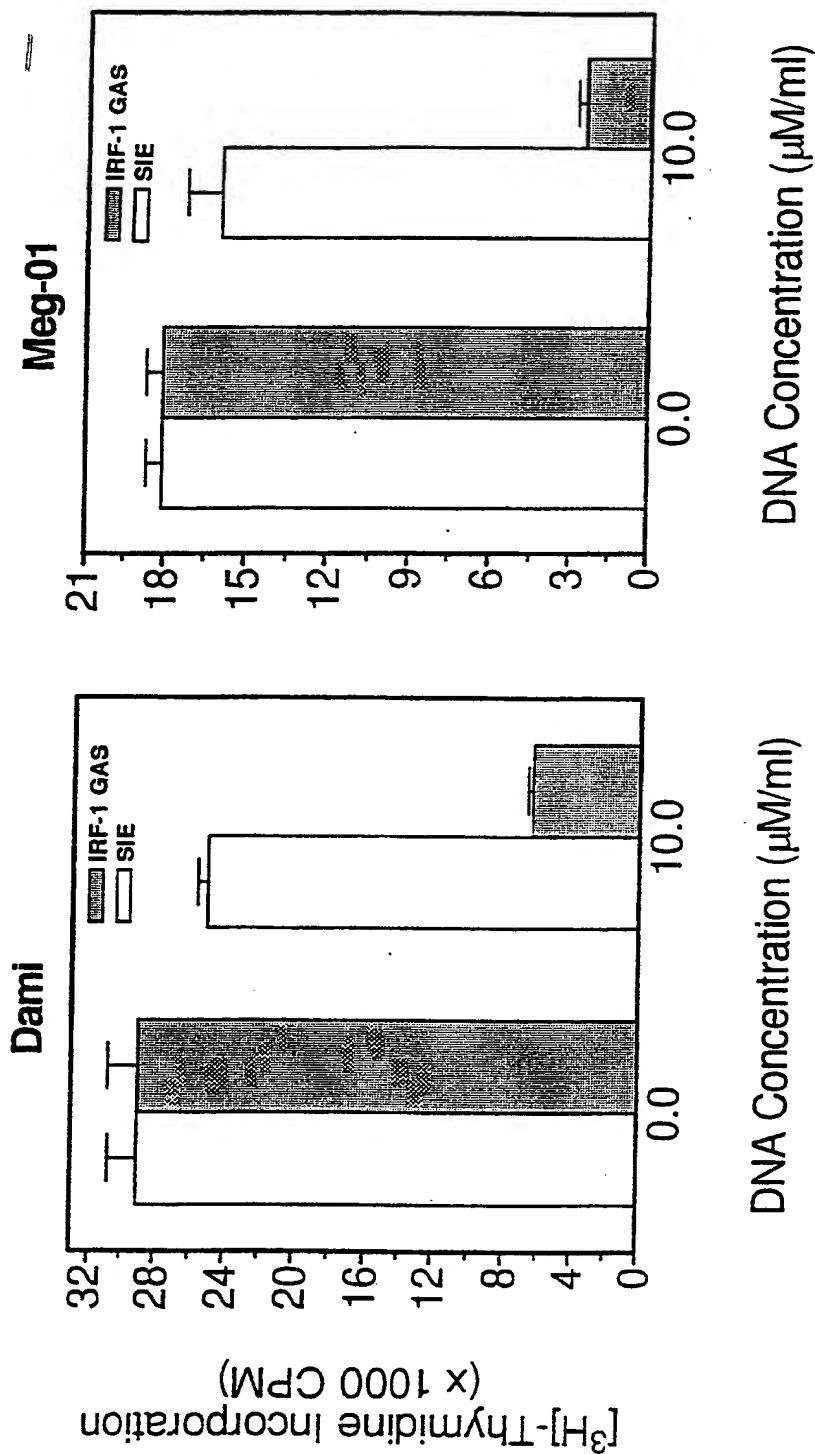 Dami
[³H]-Thymidine Incorporation
(x 1000 CPM)
32
28
24
20
16
12
8
4
0
IRF-1 GAS
SIE
0.0
10.0
DNA Concentration (μM/ml)
Meg-01
21
18
15
12
9
6
3
0
IRF-1 GAS
SIE
0.0
10.0
DNA Concentration (μM/ml)